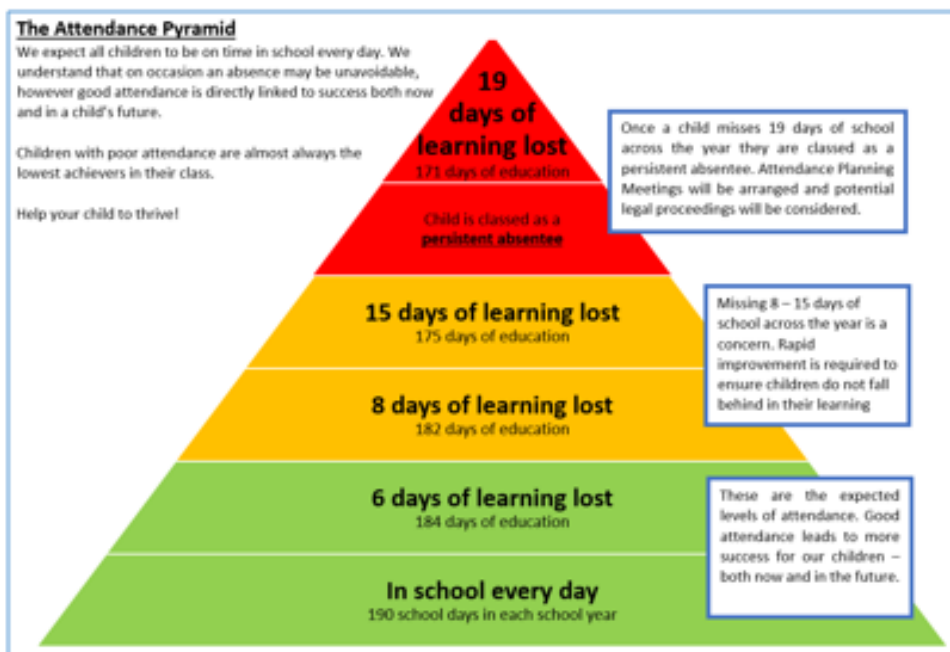 The Attendance Pyramid
We expect all children to be on time in school every day. We
understand that on occasion an absence may be unavoidable,
however good attendance is directly linked to success both now
and in a child's future.
Children with poor attendance are almost always the
lowest achievers in their class.
Help your child to thrive!
19
days of
learning lost
171 days of education
Once a child misses 19 days of school
across the year they are classed as a
persistent absentee. Attendance Planning
Meetings will be arranged and potential
legal proceedings will be considered.
Child is classed as a
persistent absentee
15 days of learning lost
175 days of education
Missing 8 – 15 days of
school across the year is a
concern. Rapid
improvement is required to
ensure children do not fall
behind in their learning
8 days of learning lost
182 days of education
6 days of learning lost
184 days of education
These are the expected
levels of attendance. Good
attendance leads to more
success for our children –
both now and in the future.
In school every day
190 school days in each school year